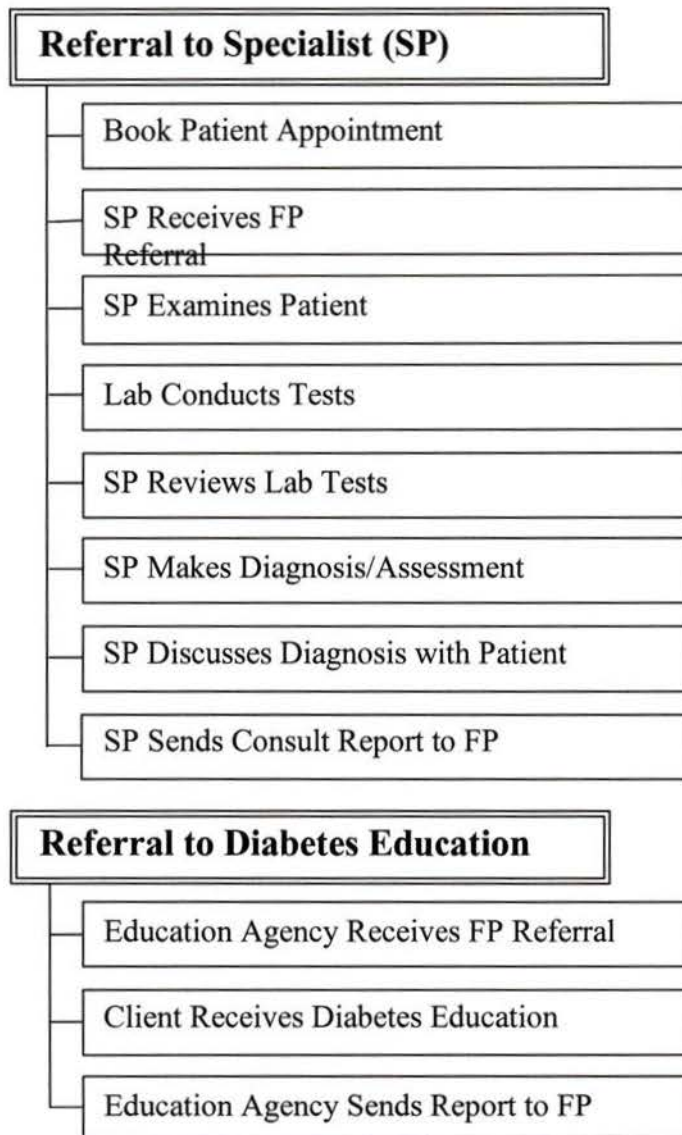 Referral to Specialist (SP)
Book Patient Appointment
SP Receives FP
Referral
SP Examines Patient
Lab Conducts Tests
SP Reviews Lab Tests
SP Makes Diagnosis/Assessment
SP Discusses Diagnosis with Patient
SP Sends Consult Report to FP
Referral to Diabetes Education
Education Agency Receives FP Referral
Client Receives Diabetes Education
Education Agency Sends Report to FP